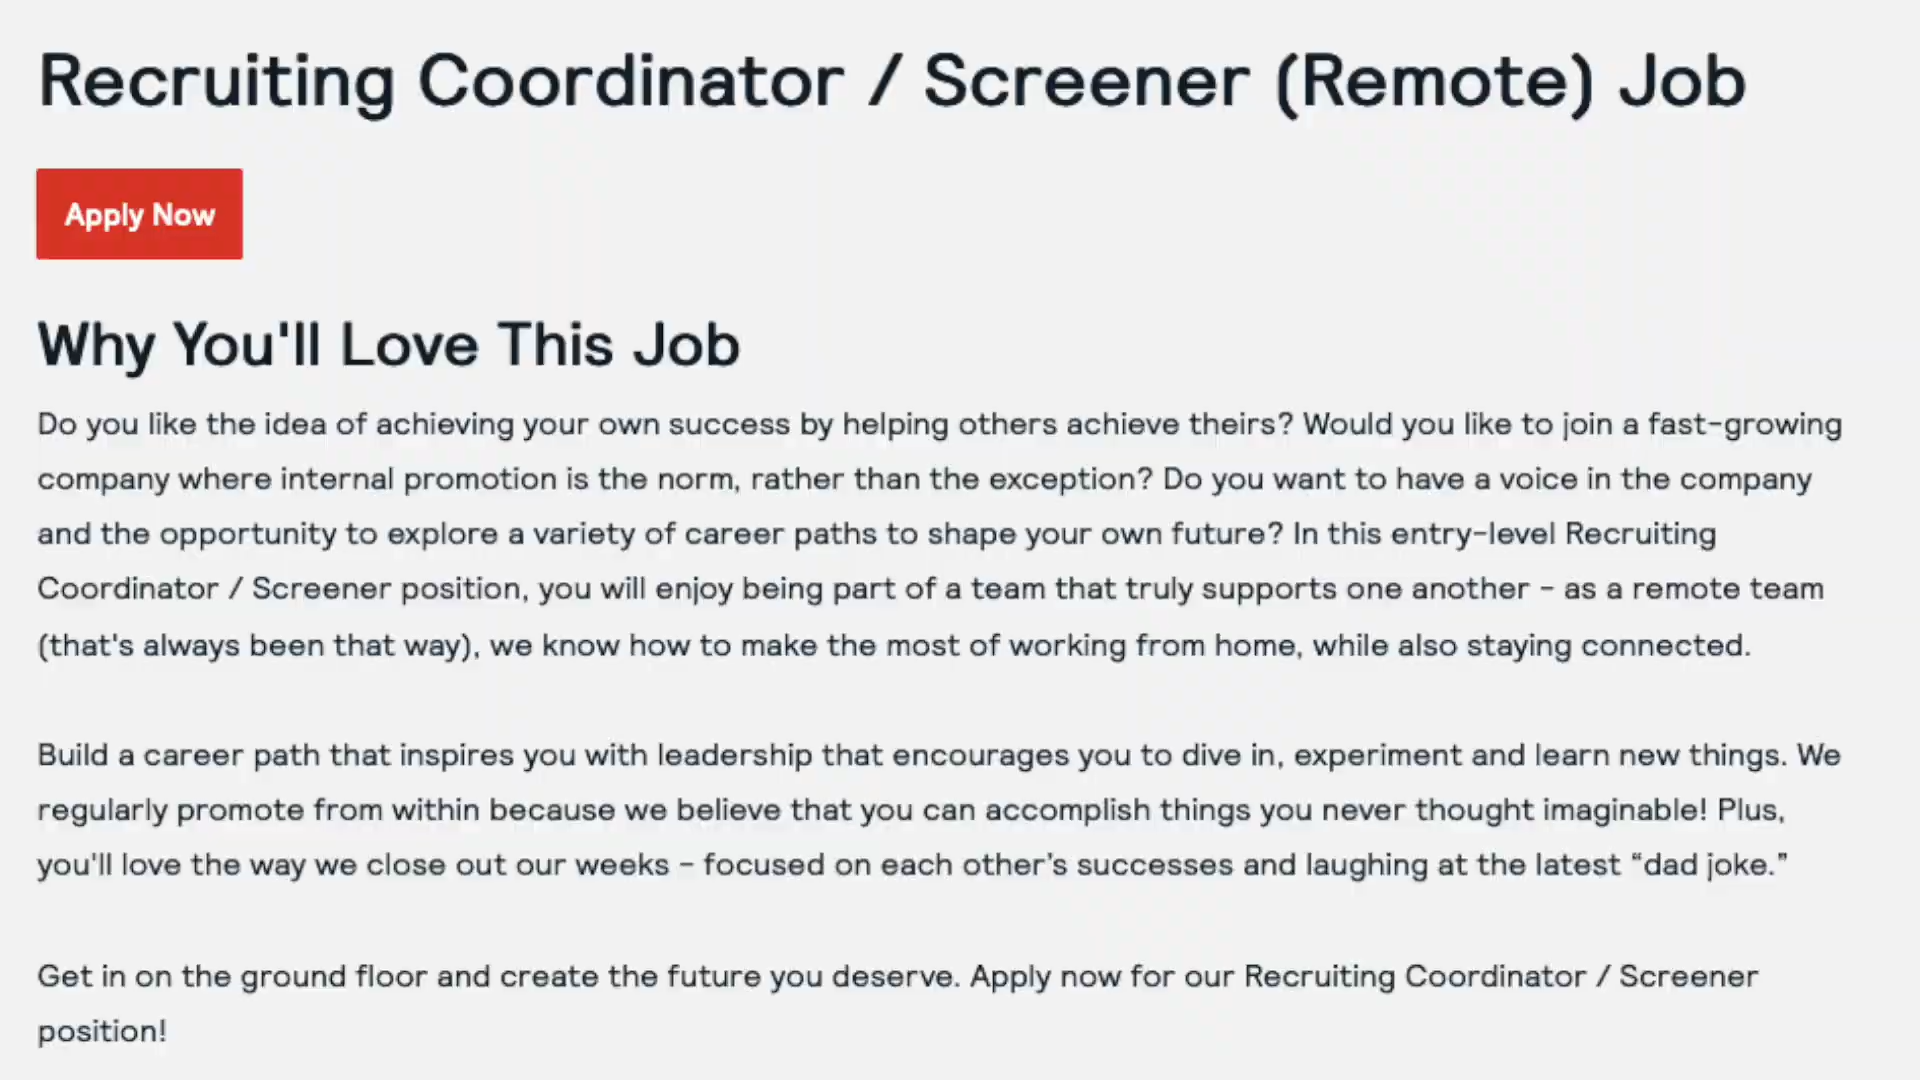 Recruiting Coordinator / Screener (Remote) Job
Apply Now
Why You'll Love This Job
Do you like the idea of achieving your own success by helping others achieve theirs? Would you like to join a fast-growing
company where internal promotion is the norm, rather than the exception? Do you want to have a voice in the company
and the opportunity to explore a variety of career paths to shape your own future? In this entry-level Recruiting
Coordinator / Screener position, you will enjoy being part of a team that truly supports one another – as a remote team
(that's always been that way), we know how to make the most of working from home, while also staying connected.
Build a career path that inspires you with leadership that encourages you to dive in, experiment and learn new things. We
regularly promote from within because we believe that you can accomplish things you never thought imaginable! Plus,
you'll love the way we close out our weeks – focused on each other’s successes and laughing at the latest “dad joke.”
Get in on the ground floor and create the future you deserve. Apply now for our Recruiting Coordinator / Screener
position!